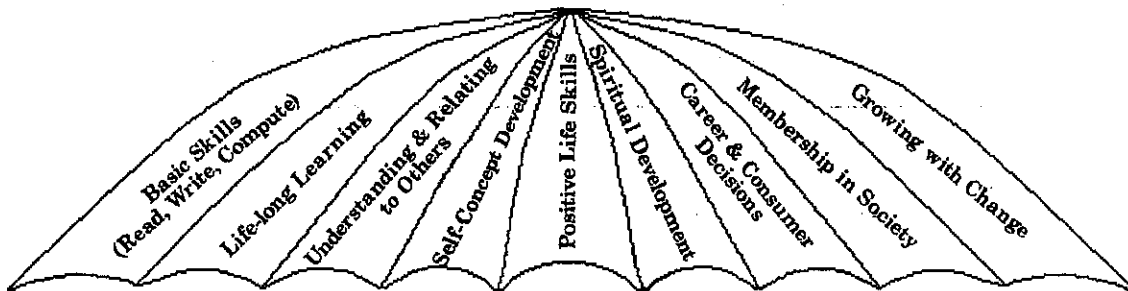 Basic Skills
(Read, Write, Compute)
Life-long Learning
Understanding & Relating
to Others
Self-Concept Development
Positive Life Skills
Spiritual Development
Career & Consumer
Decisions
Membership in Society
Growing with Change